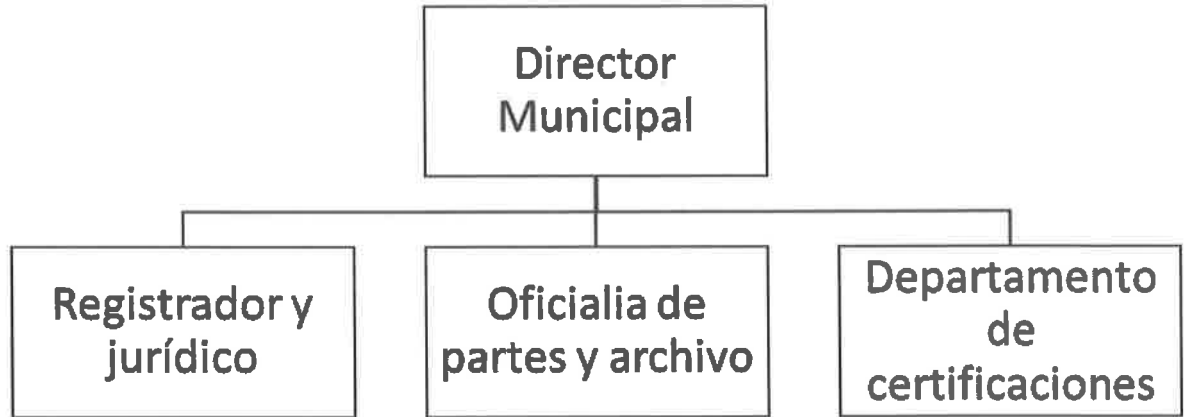 Director
Municipal
Registrador y
jurídico
Oficialia de
partes y archivo
Departamento
de
certificaciones